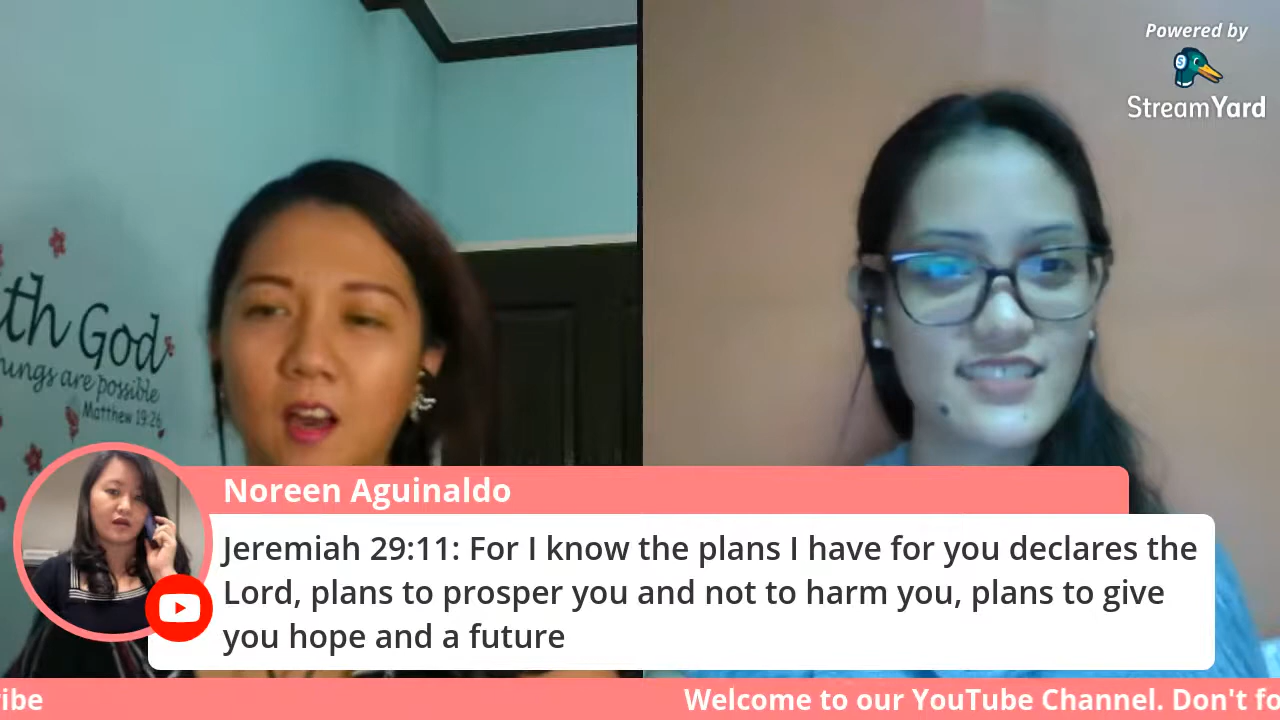 Powered by
StreamYard
th God
things are possible
Matthew 19:26
Noreen Aguinaldo
Jeremiah 29:11: For I know the plans I have for you declares the
Lord, plans to prosper you and not to harm you, plans to give
you hope and a future
ibe
Welcome to our YouTube Channel. Don't fo